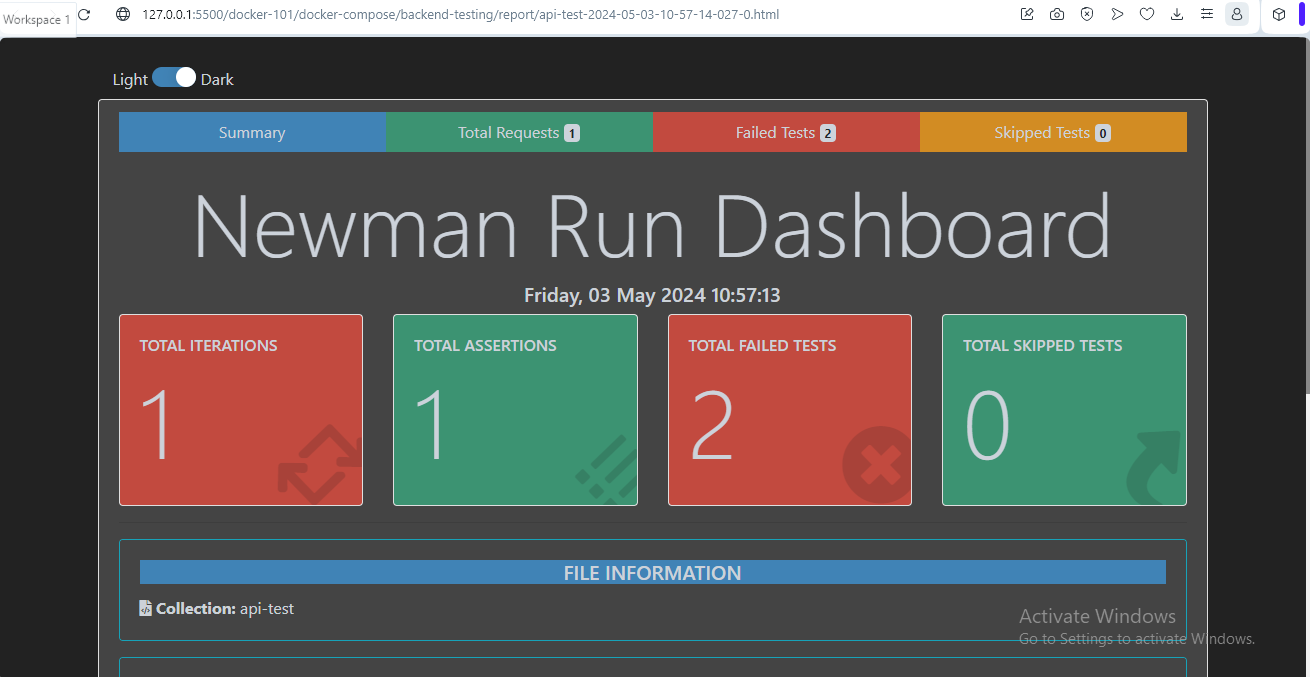 Workspace 1
127.0.0.1:5500/docker-101/docker-compose/backend-testing/report/api-test-2024-05-03-10-57-14-027-0.html
Light Dark
Summary Total Requests 1 Failed Tests 2 Skipped Tests 0
Newman Run Dashboard
Friday, 03 May 2024 10:57:13
TOTAL ITERATIONS TOTAL ASSERTIONS TOTAL FAILED TESTS TOTAL SKIPPED TESTS
1 1 2 0
FILE INFORMATION
Collection: api-test
Activate Windows
Go to Settings to activate Windows.